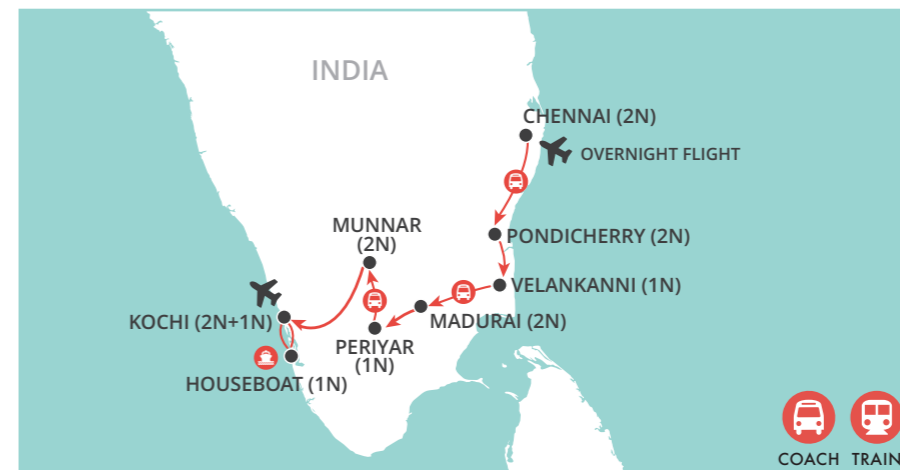 INDIA
CHENNAI (2N)
OVERNIGHT FLIGHT
PONDICHERRY (2N)
VELANKANNI (1N)
MADURAI (2N)
MUNNAR
(2N)
PERIYAR
(1N)
KOCHI (2N+1N)
HOUSEBOAT (1N)
COACH
TRAIN